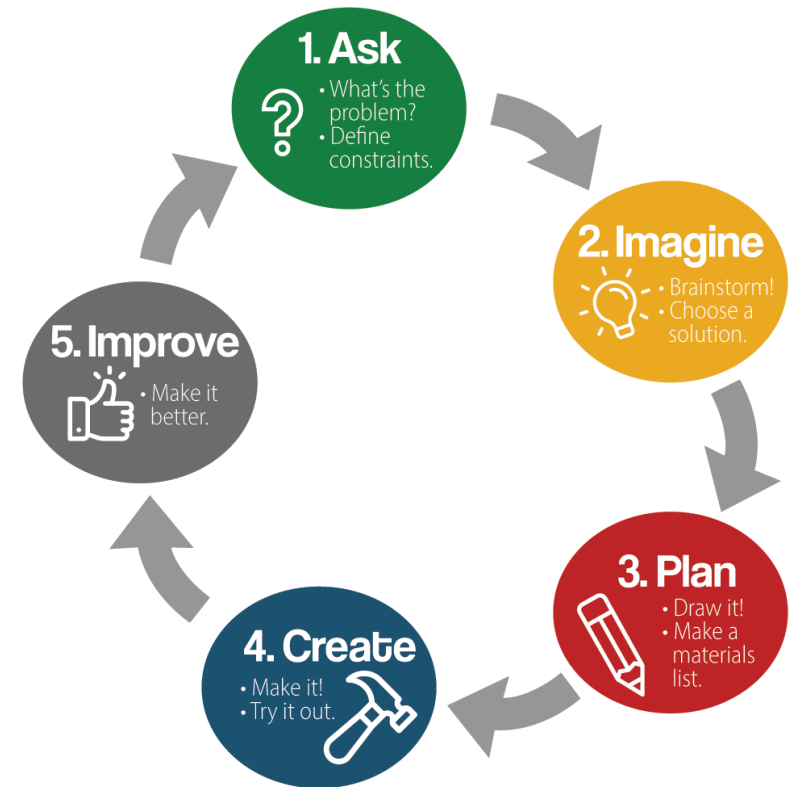 1. Ask
• What's the
problem?
• Define
constraints.
2. Imagine
• Brainstorm!
• Choose a
solution.
3. Plan
• Draw it!
• Make a
materials
list.
4. Create
• Make it!
• Try it out.
5. Improve
• Make it
better.